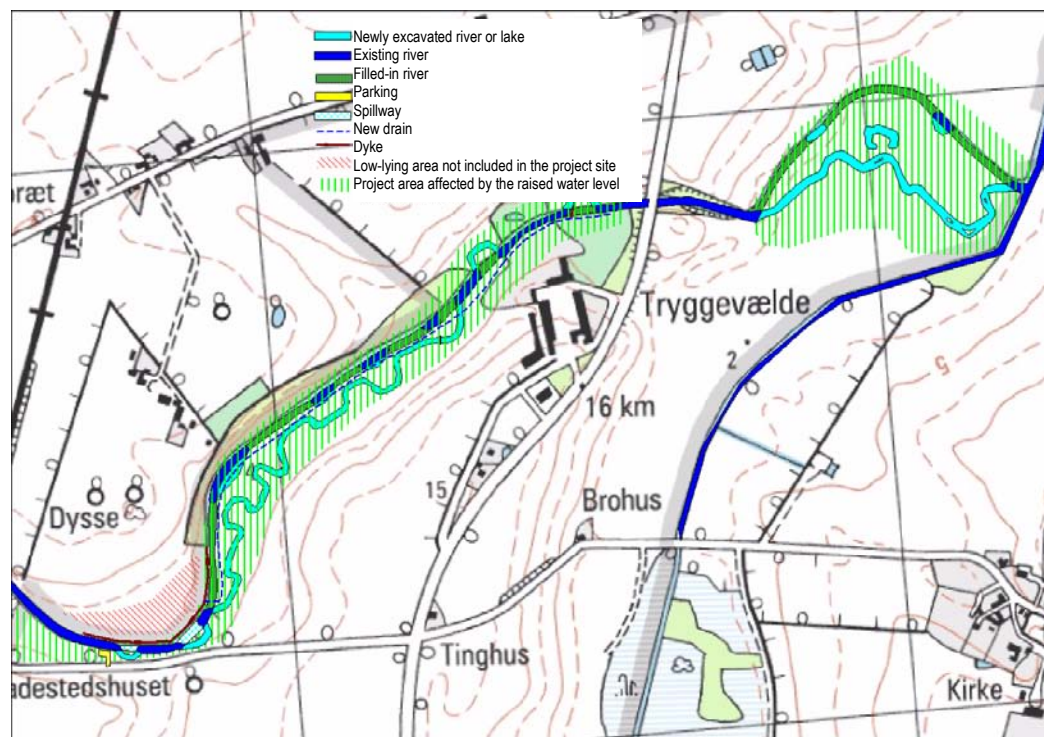 Newly excavated river or lake
Existing river
Filled-in river
Parking
Spillway
New drain
Dyke
Low-lying area not included in the project site
Project area affected by the raised water level
præt
Tryggevælde
5
2
16 km
15
Brohus
Dysse
Tinghus
adestedshuset
Kirke